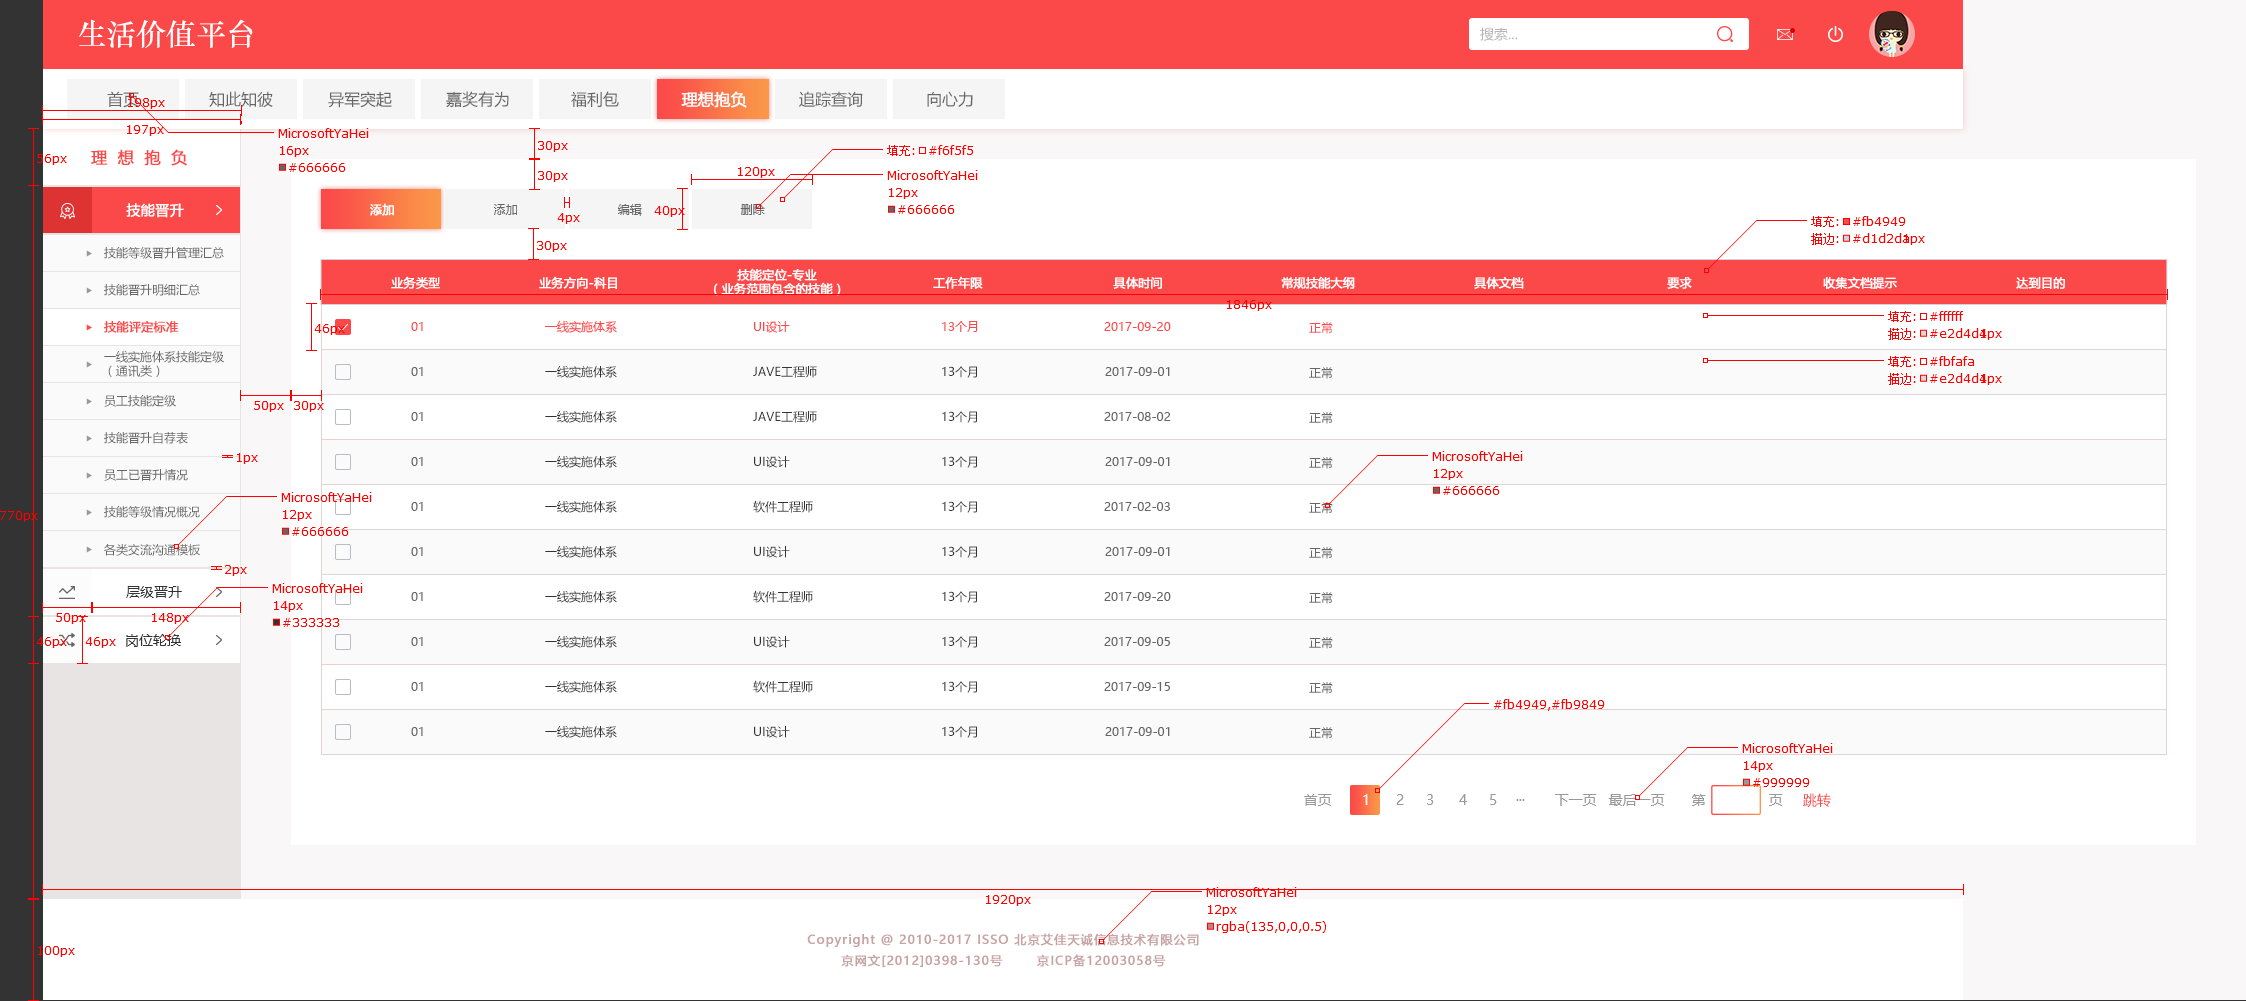 生活价值平台
搜索...
首页 知此知彼 异军突起 嘉奖有为 福利包 理想抱负 追踪查询 向心力
198px
197px
MicrosoftYaHei
16px
#666666
56px
理想抱负
30px
30px
填充: #f6f5f5
120px
MicrosoftYaHei
12px
#666666
技能晋升
添加 添加 编辑 删除
4px
40px
30px
填充: #fb4949
描边: #d1d2da 1px
技能等级晋升管理汇总
技能晋升明细汇总
技能评定标准
一线实施体系技能定级
（通讯类）
员工技能定级
技能晋升自荐表
员工已晋升情况
技能等级情况概况
各类交流沟通模板
层级晋升
岗位轮换
业务类型 业务方向-科目 技能定位-专业 工作年限 具体时间 常规技能大纲 具体文档 要求 收集文档提示 达到目的
（业务范围包含的技能）
1846px
46px
01 一线实施体系 UI设计 13个月 2017-09-20 正常
填充: #ffffff
描边: #e2d4d4 1px
01 一线实施体系 JAVE工程师 13个月 2017-09-01 正常
填充: #fbfafa
描边: #e2d4d4 1px
50px 30px
01 一线实施体系 JAVE工程师 13个月 2017-08-02 正常
1px
01 一线实施体系 UI设计 13个月 2017-09-01 正常
MicrosoftYaHei
12px
#666666
MicrosoftYaHei
12px
#666666
01 一线实施体系 软件工程师 13个月 2017-02-03 正常
770px
01 一线实施体系 UI设计 13个月 2017-09-01 正常
2px
MicrosoftYaHei
14px
#333333
01 一线实施体系 软件工程师 13个月 2017-09-20 正常
50px 148px
46px 46px
01 一线实施体系 UI设计 13个月 2017-09-05 正常
01 一线实施体系 软件工程师 13个月 2017-09-15 正常
01 一线实施体系 UI设计 13个月 2017-09-01 正常
#fb4949,#fb9849
MicrosoftYaHei
14px
#999999
首页 1 2 3 4 5 ... 下一页 最后一页 第 页 跳转
1920px
MicrosoftYaHei
12px
rgba(135,0,0,0.5)
100px
Copyright @ 2010-2017 ISSO 北京艾佳天诚信息技术有限公司
京网文[2012]0398-130号 京ICP备12003058号